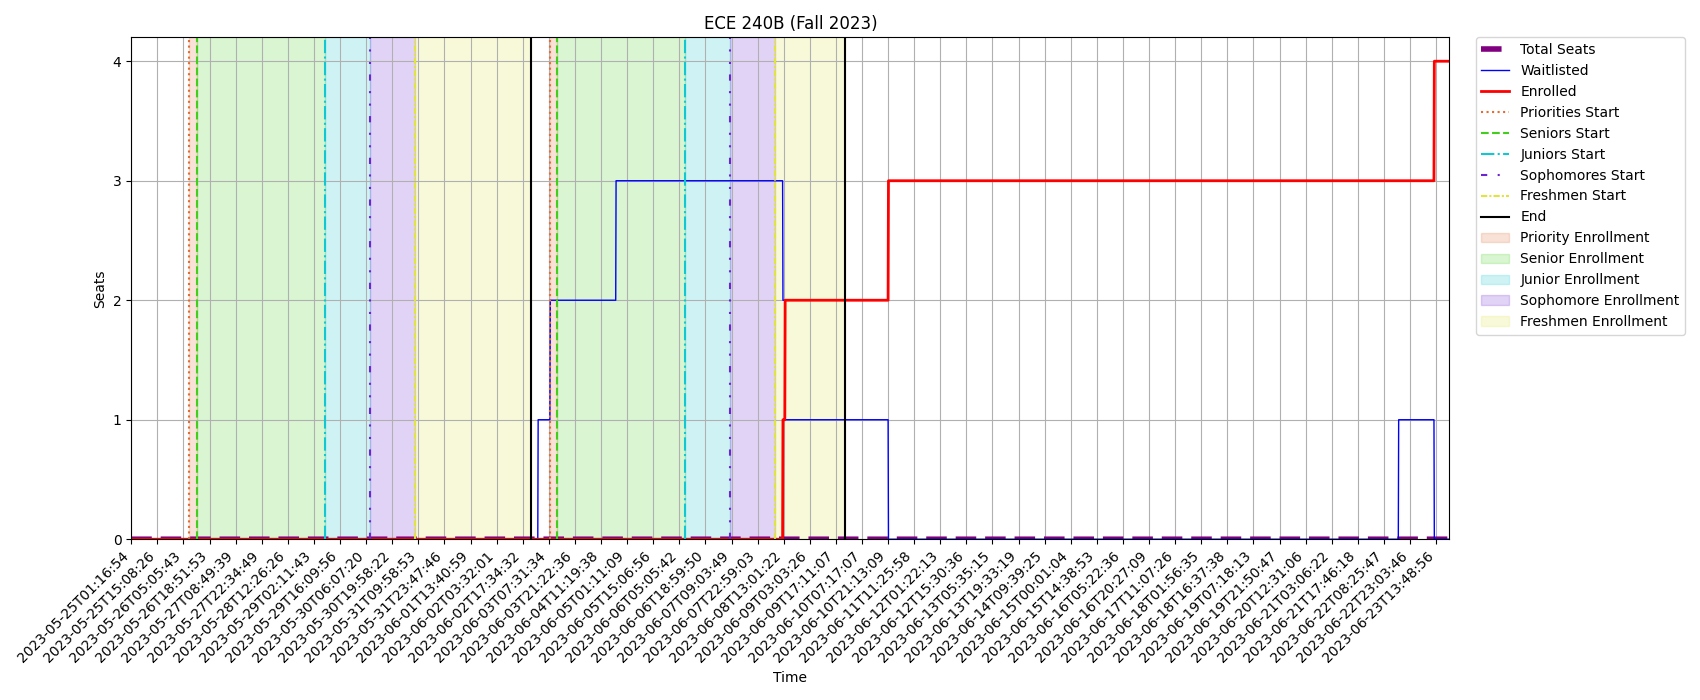 ECE 240B (Fall 2023)
Seats
4
3
2
1
0
2023-05-25T01:16:54
2023-05-25T15:08:26
2023-05-26T05:05:43
2023-05-26T18:51:53
2023-05-27T08:49:39
2023-05-27T22:34:49
2023-05-28T12:26:26
2023-05-29T02:11:43
2023-05-29T16:09:56
2023-05-30T06:07:20
2023-05-30T19:58:22
2023-05-31T09:58:53
2023-05-31T23:47:46
2023-06-01T13:40:59
2023-06-02T03:32:01
2023-06-02T17:34:32
2023-06-03T07:31:34
2023-06-03T21:22:36
2023-06-04T11:19:38
2023-06-05T01:11:09
2023-06-05T15:06:56
2023-06-06T05:05:42
2023-06-06T18:59:50
2023-06-07T09:03:49
2023-06-07T22:59:03
2023-06-08T13:01:22
2023-06-09T03:03:26
2023-06-09T17:11:07
2023-06-10T07:17:07
2023-06-10T21:13:09
2023-06-11T11:25:58
2023-06-12T01:22:13
2023-06-12T15:30:36
2023-06-13T05:35:15
2023-06-13T19:33:19
2023-06-14T09:39:25
2023-06-15T00:01:04
2023-06-15T14:38:53
2023-06-16T05:22:36
2023-06-16T20:27:09
2023-06-17T11:07:26
2023-06-18T01:56:35
2023-06-18T16:37:38
2023-06-19T07:18:13
2023-06-19T21:50:47
2023-06-20T12:31:06
2023-06-21T03:06:22
2023-06-21T17:46:18
2023-06-22T08:25:47
2023-06-22T23:03:46
2023-06-23T13:48:56
Time
Total Seats
Waitlisted
Enrolled
Priorities Start
Seniors Start
Juniors Start
Sophomores Start
Freshmen Start
End
Priority Enrollment
Senior Enrollment
Junior Enrollment
Sophomore Enrollment
Freshmen Enrollment